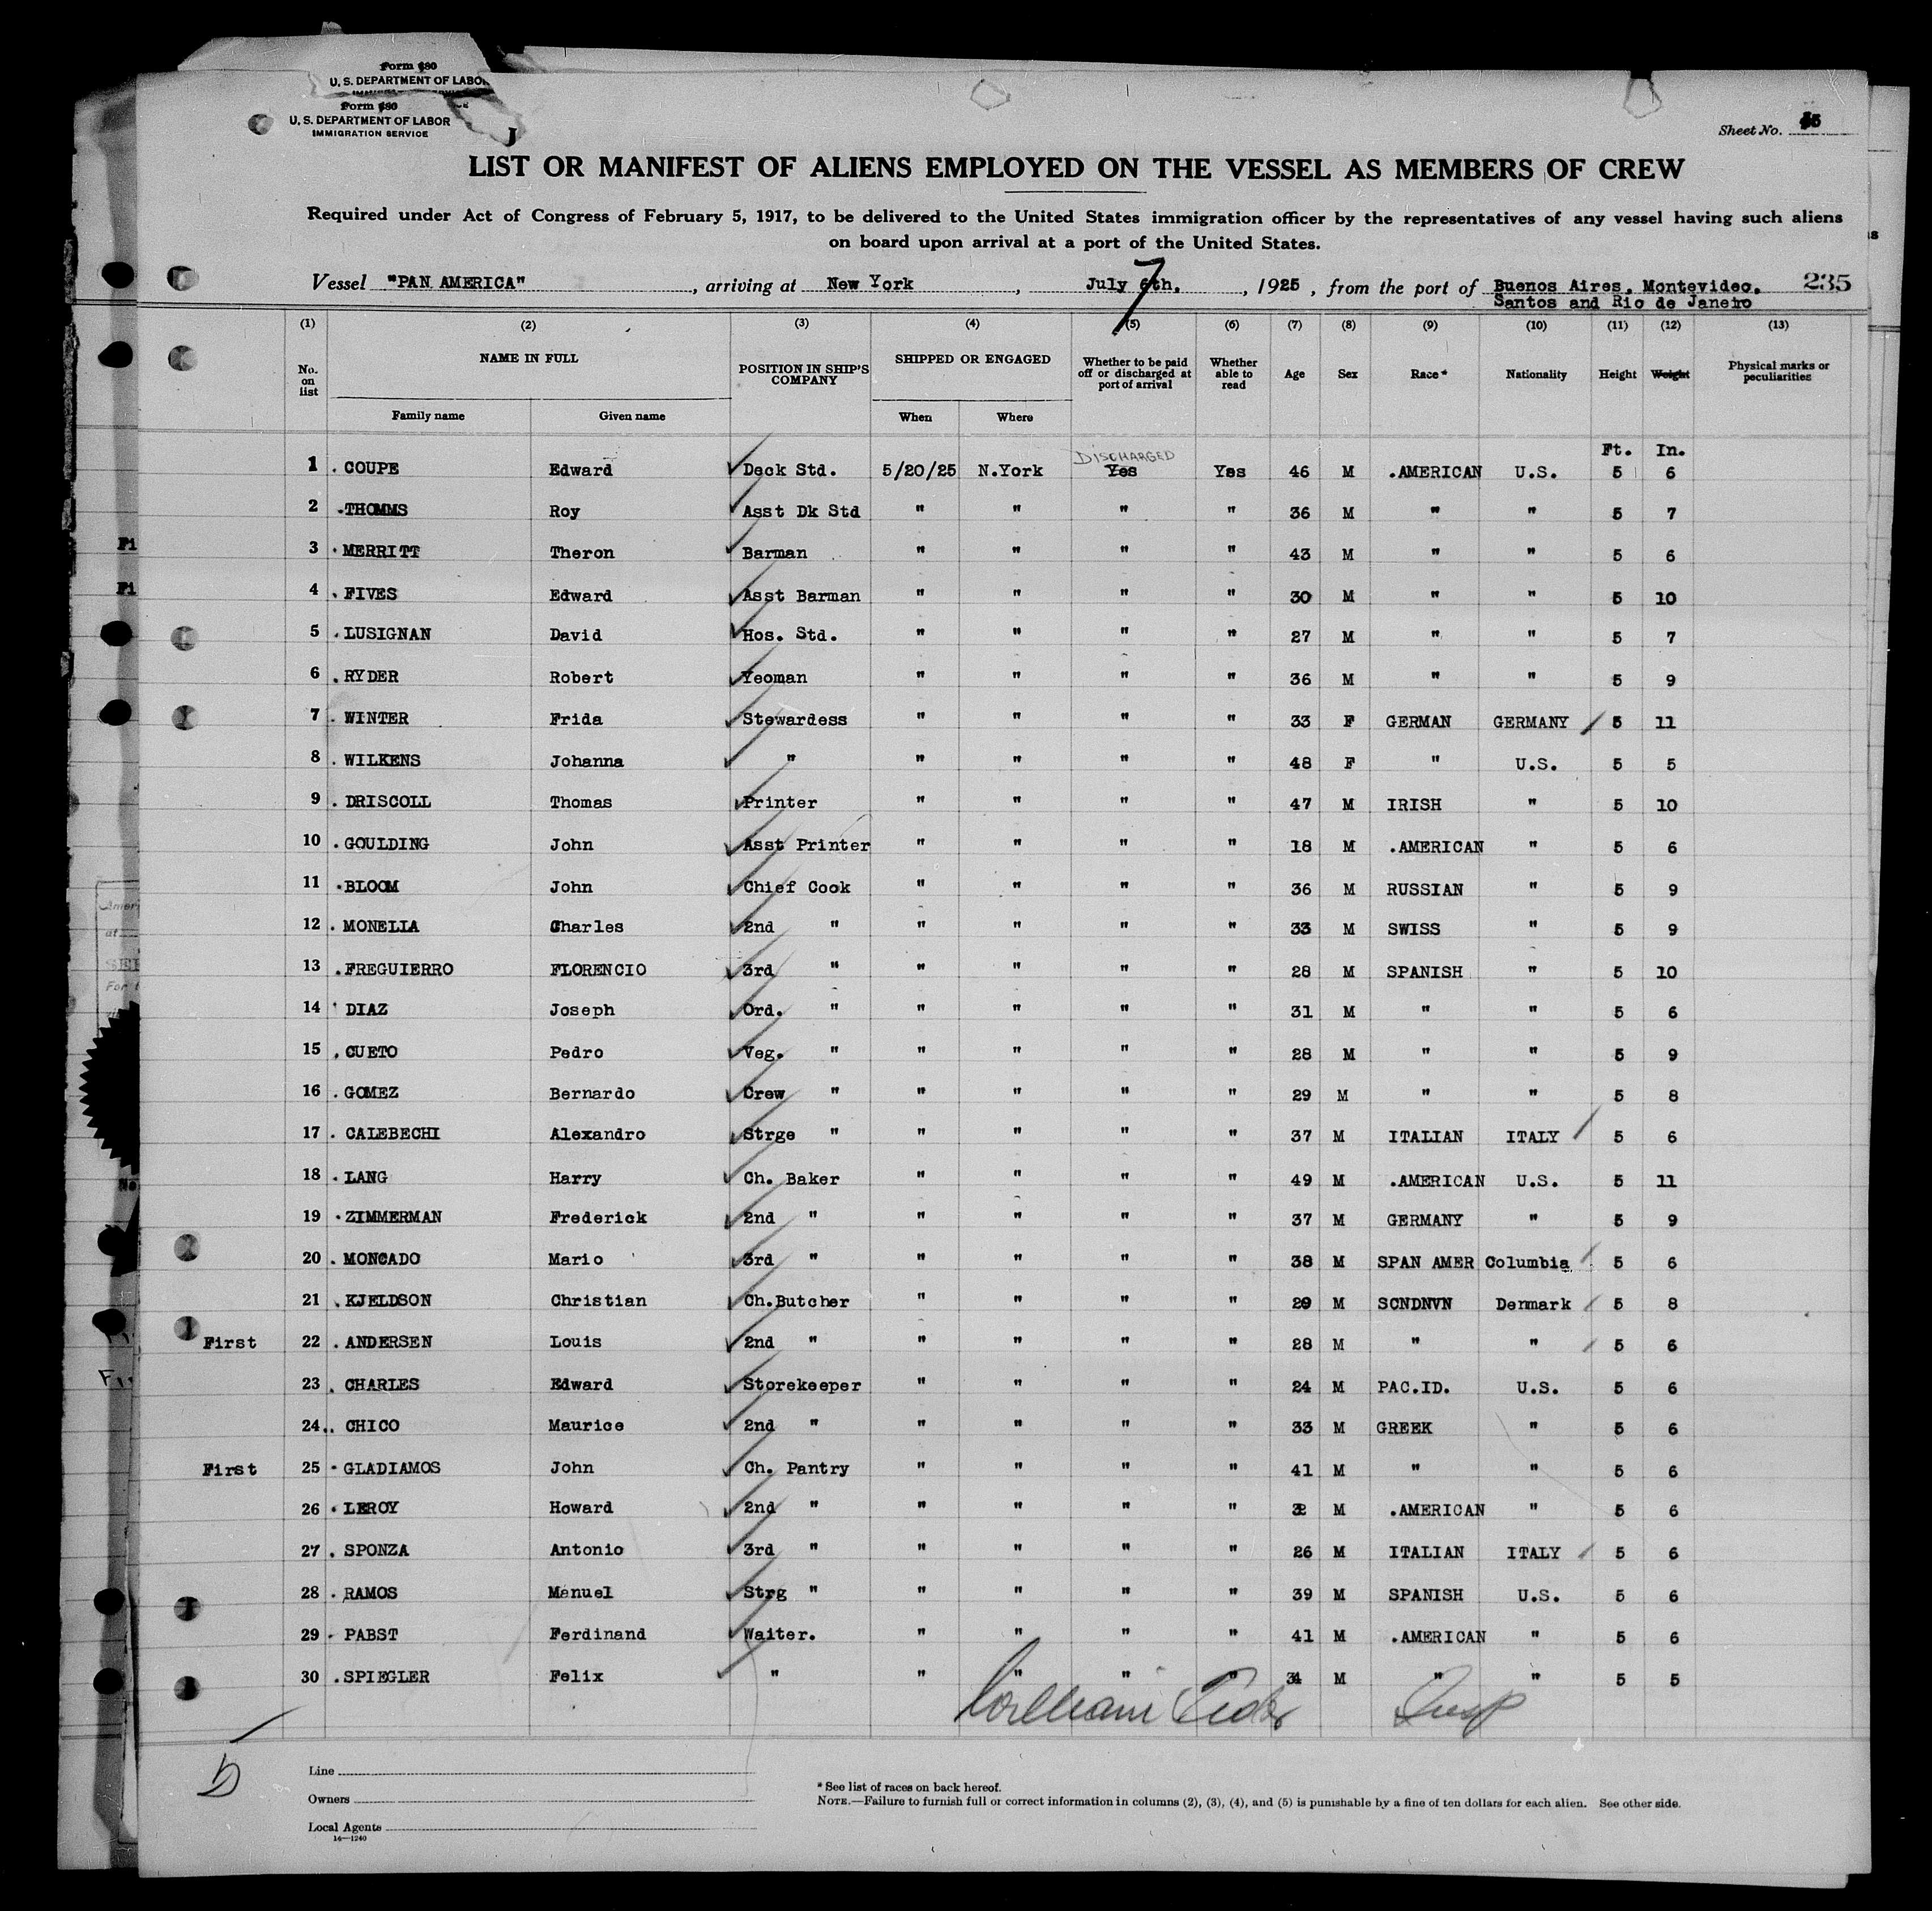 Form 680
U. S. DEPARTMENT OF LABOR
Form 680
U. S. DEPARTMENT OF LABOR
IMMIGRATION SERVICE
J
Sheet No.
LIST OR MANIFEST OF ALIENS EMPLOYED ON THE VESSEL AS MEMBERS OF CREW
Required under Act of Congress of February 5, 1917, to be delivered to the United States immigration officer by the representatives of any vessel having such aliens
on board upon arrival at a port of the United States.
Vessel "PAN AMERICA" , arriving at New York , July 6th. 7 , 1925 , from the port of Buenos Aires, Montevideo. 235
Santos and Rio de Janeiro
(1) (2) (3) (4) (5) (6) (7) (8) (9) (10) (11) (12) (13)
No. on list NAME IN FULL POSITION IN SHIP'S COMPANY SHIPPED OR ENGAGED Whether to be paid off or discharged at port of arrival Whether able to read Age Sex Race* Nationality Height Weight Physical marks or peculiarities
Family name Given name When Where
Ft. In.
DISCHARGED
1 . COUPE Edward Deck Std. 5/20/25 N.York Yes Yes 46 M .AMERICAN U.S. 5 6
2 . THOMMS Roy Asst Dk Std " " " " 36 M " " 5 7
Fi
3 . MERRITT Theron Barman " " " " 43 M " " 5 6
Fi
4 . FIVES Edward Asst Barman " " " " 30 M " " 5 10
5 . LUSIGNAN David Hos. Std. " " " " 27 M " " 5 7
6 . RYDER Robert Yeoman " " " " 36 M " " 5 9
7 . WINTER Frida Stewardess " " " " 33 F GERMAN GERMANY 5 11
8 . WILKENS Johanna " " " " " 48 F " U.S. 5 5
9 . DRISCOLL Thomas Printer " " " " 47 M IRISH " 5 10
10 . GOULDING John Asst Printer " " " " 18 M .AMERICAN " 5 6
11 . BLOOM John Chief Cook " " " " 36 M RUSSIAN " 5 9
12 . MONELIA Charles 2nd " " " " " 33 M SWISS " 5 9
13 . FREGUIERRO FLORENCIO 3rd " " " " " 28 M SPANISH " 5 10
14 ' DIAZ Joseph Ord. " " " " " 31 M " " 5 6
15 . CUETO Pedro Veg. " " " " " 28 M " " 5 9
16 . GOMEZ Bernardo Crew " " " " " 29 M " " 5 8
17 . CALEBECHI Alexandro Strge " " " " " 37 M ITALIAN ITALY 5 6
18 . LANG Harry Ch. Baker " " " " 49 M .AMERICAN U.S. 5 11
19 . ZIMMERMAN Frederick 2nd " " " " " 37 M GERMANY " 5 9
20 . MONCADO Mario 3rd " " " " " 38 M SPAN AMER Columbia 5 6
21 . KJELDSON Christian Ch.Butcher " " " " 29 M SCNDNVN Denmark 5 8
First 22 . ANDERSEN Louis 2nd " " " " " 28 M " " 5 6
23 . CHARLES Edward Storekeeper " " " " 24 M PAC.ID. U.S. 5 6
24 .. CHICO Maurice 2nd " " " " " 33 M GREEK " 5 6
First 25 . GLADIAMOS John Ch. Pantry " " " " 41 M " " 5 6
26 . LEROY Howard 2nd " " " " " M .AMERICAN " 5 6
27 . SPONZA Antonio 3rd " " " " " 26 M ITALIAN ITALY 5 6
28 . RAMOS Manuel Strg " " " " " 39 M SPANISH U.S. 5 6
29 . PABST Ferdinand Waiter. " " " " 41 M .AMERICAN " 5 6
30 . SPIEGLER Felix " " " " " 34 M " " 5 5
William
Line
Owners
Local Agents
14—1240
* See list of races on back hereof.
NOTE.—Failure to furnish full or correct information in columns (2), (3), (4), and (5) is punishable by a fine of ten dollars for each alien. See other side.